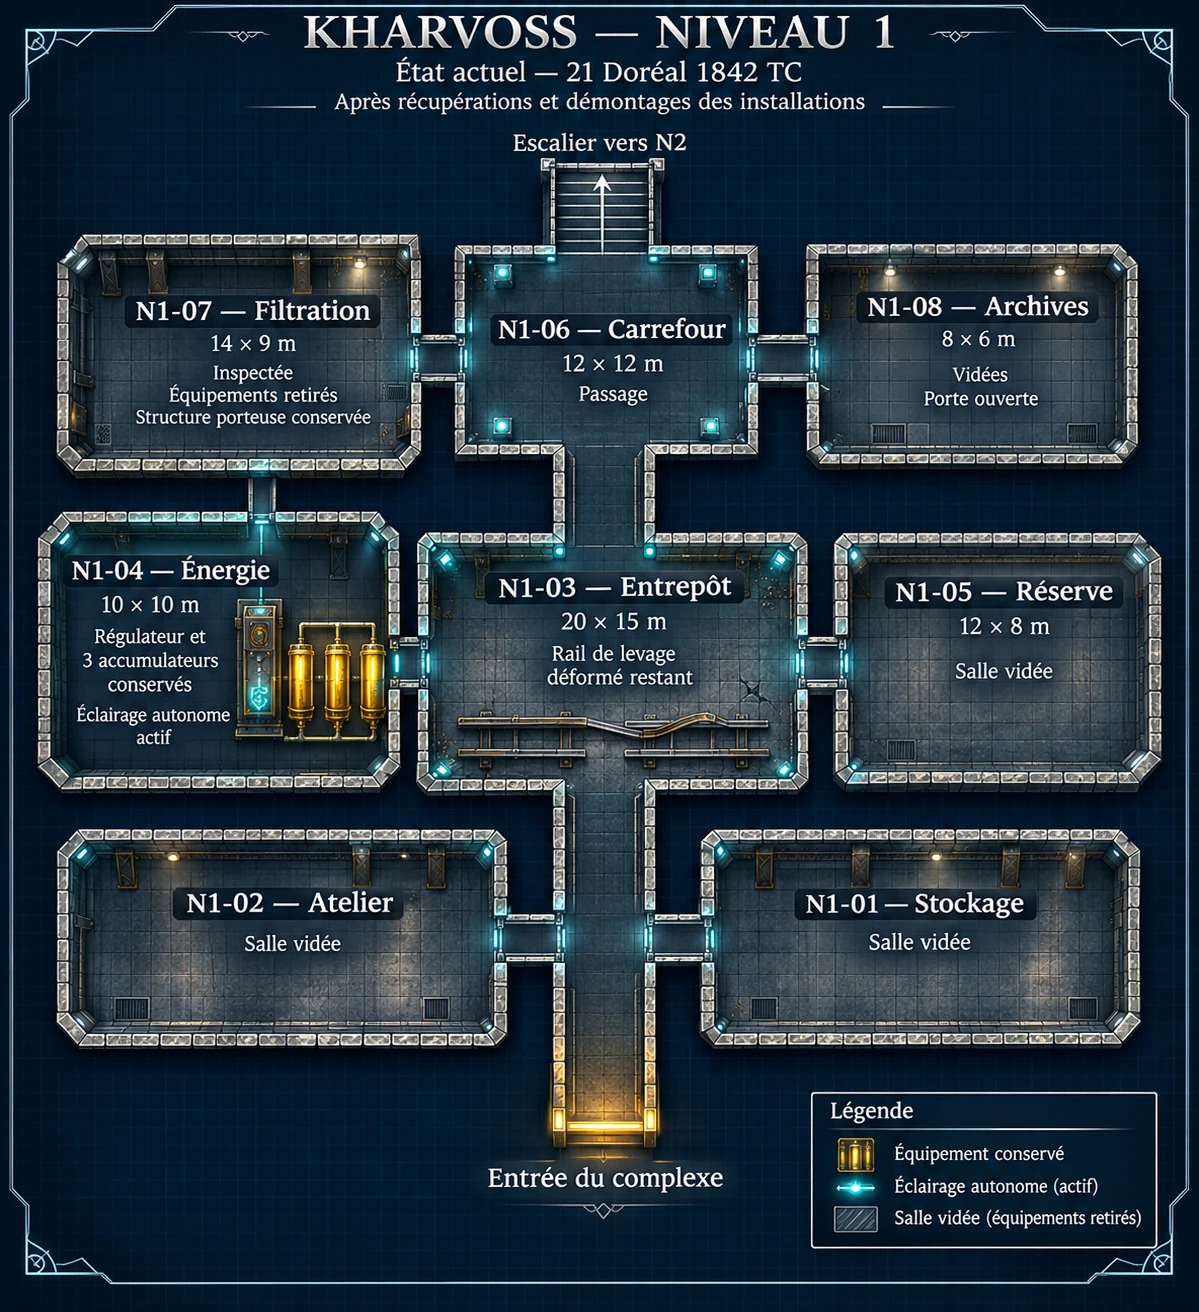 KHARVOSS — NIVEAU 1
État actuel — 21 Doréal 1842 TC
Après récupérations et démontages des installations
Escalier vers N2
N1-07 — Filtration
14 × 9 m
Inspectée
Équipements retirés
Structure porteuse conservée
N1-06 — Carrefour
12 × 12 m
Passage
N1-08 — Archives
8 × 6 m
Vidées
Porte ouverte
N1-04 — Énergie
10 × 10 m
Régulateur et
3 accumulateurs
conservés
Éclairage autonome
actif
N1-03 — Entrepôt
20 × 15 m
Rail de levage
déformé restant
N1-05 — Réserve
12 × 8 m
Salle vidée
N1-02 — Atelier
Salle vidée
N1-01 — Stockage
Salle vidée
Entrée du complexe
Légende
Équipement conservé
Éclairage autonome (actif)
Salle vidée (équipements retirés)